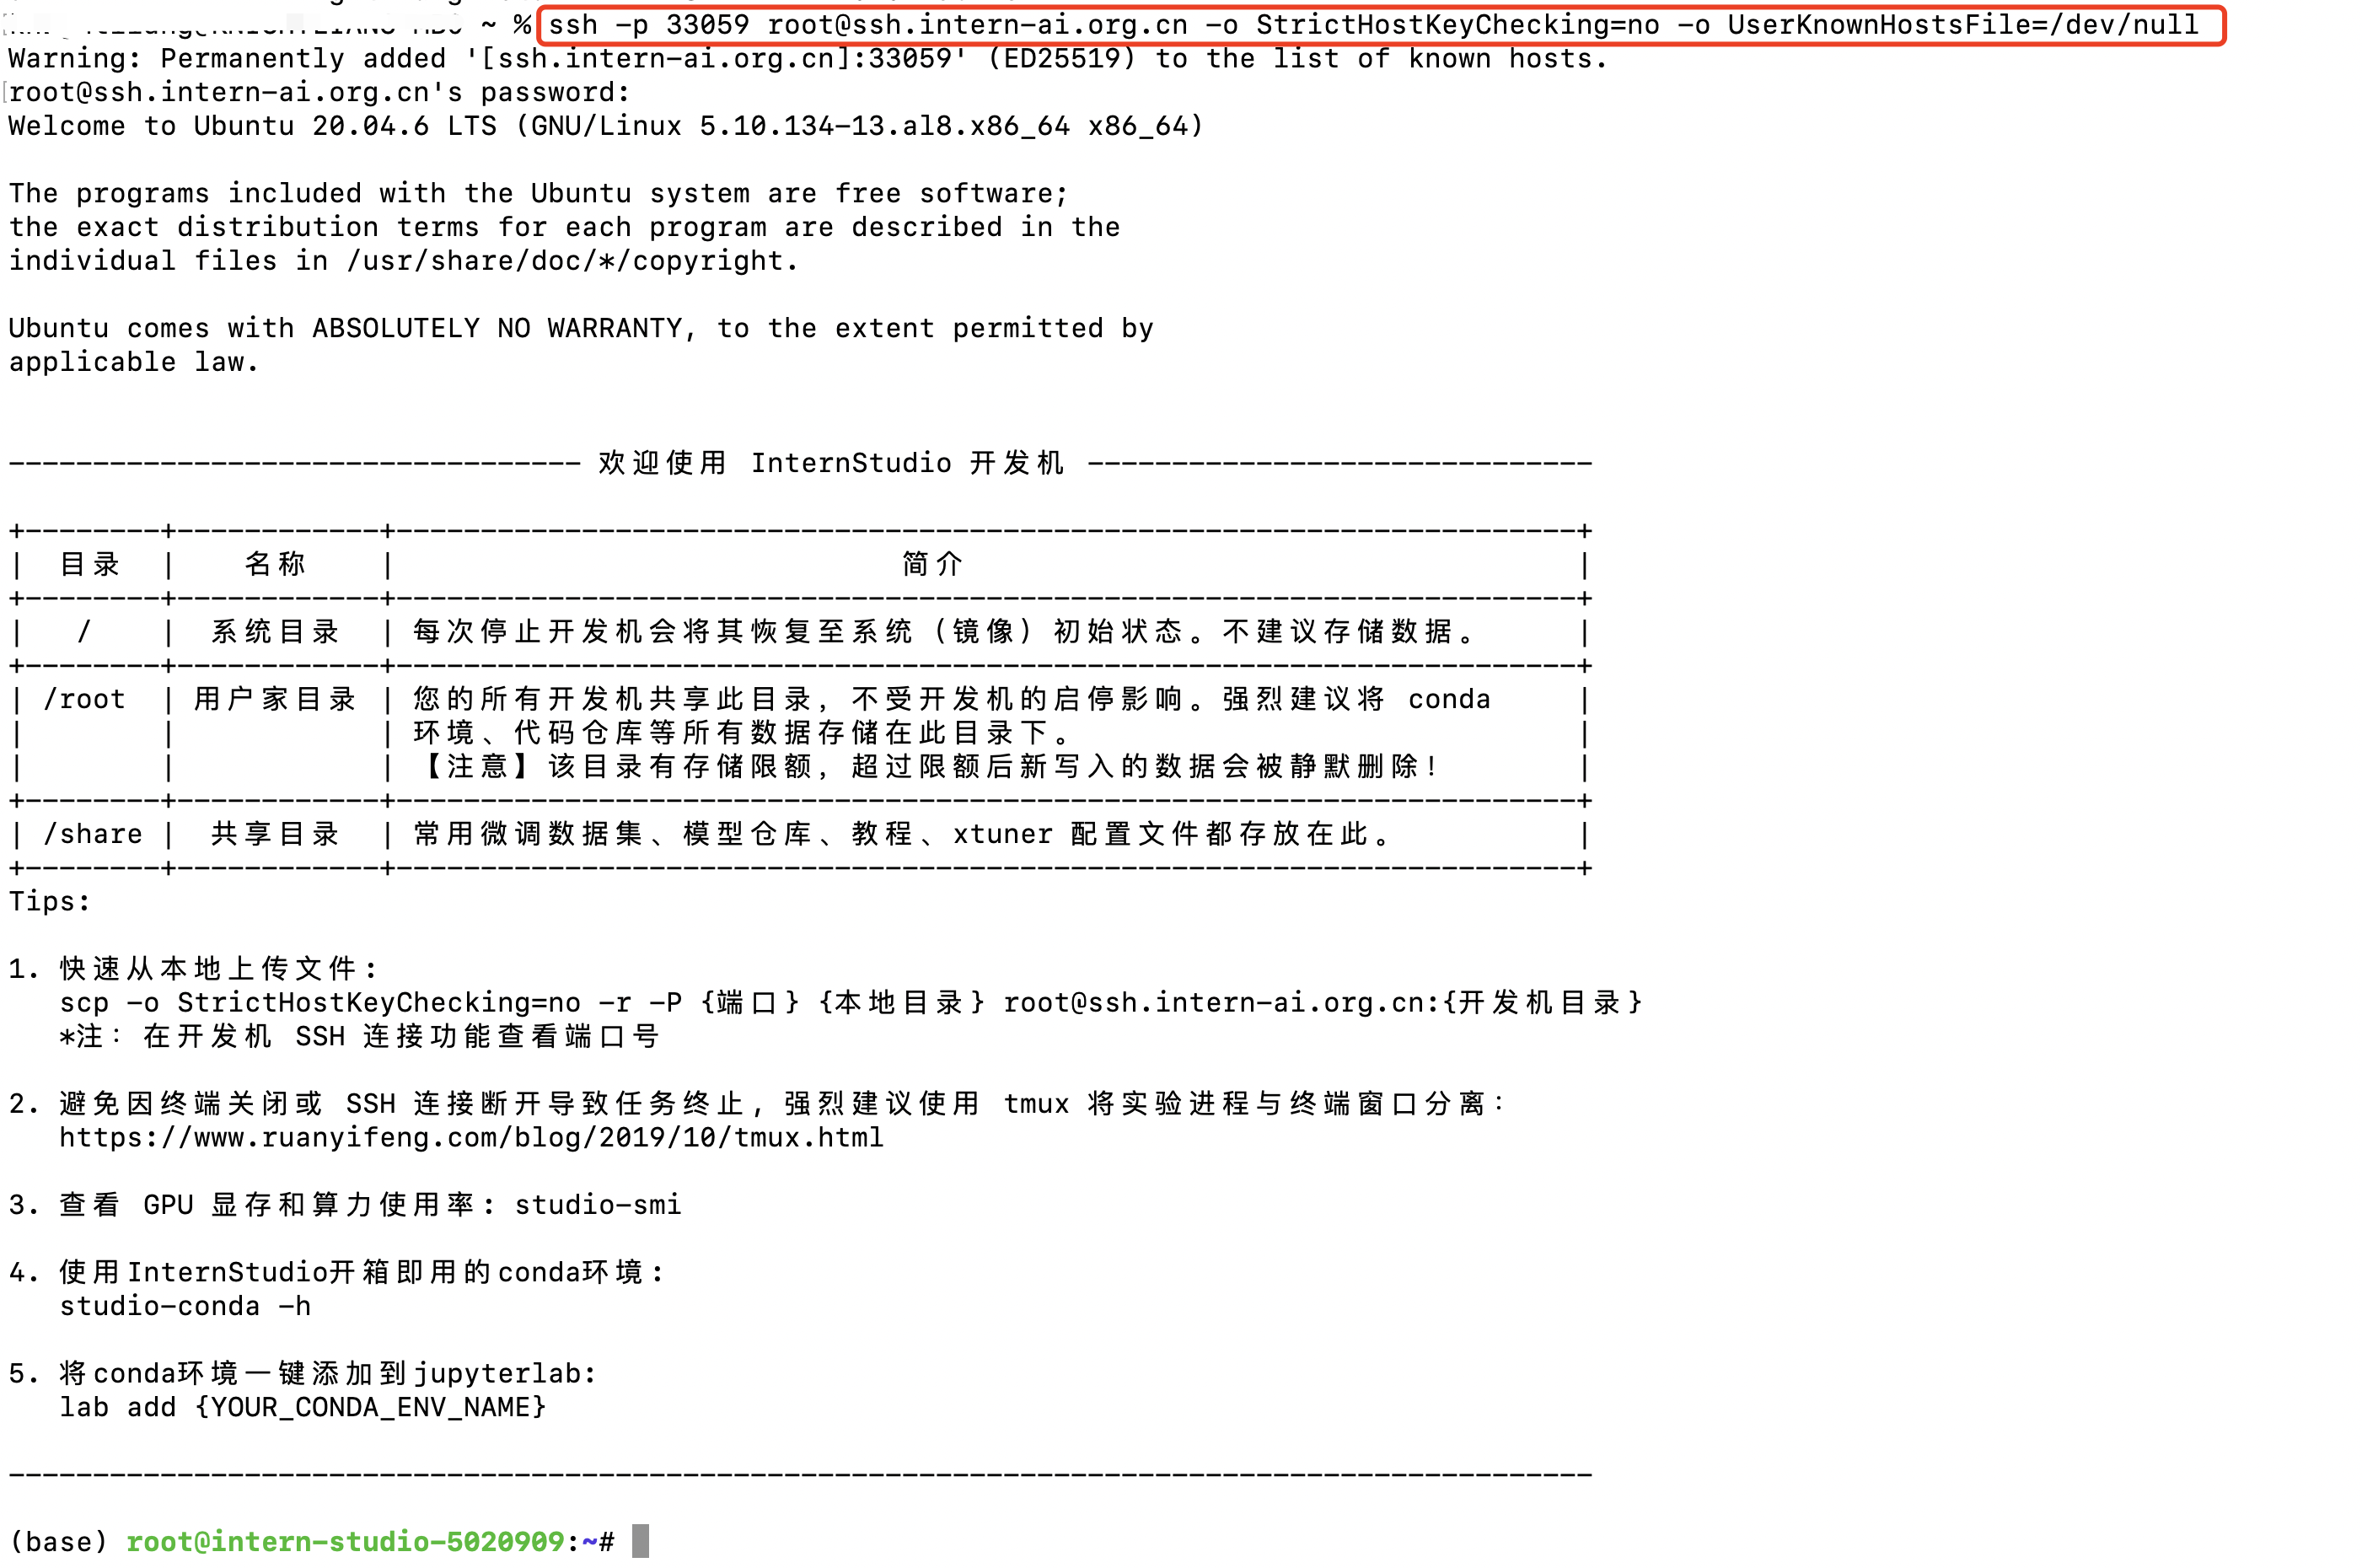 ~ % ssh -p 33059 root@ssh.intern-ai.org.cn -o StrictHostKeyChecking=no -o UserKnownHostsFile=/dev/null
Warning: Permanently added '[ssh.intern-ai.org.cn]:33059' (ED25519) to the list of known hosts.
root@ssh.intern-ai.org.cn's password:
Welcome to Ubuntu 20.04.6 LTS (GNU/Linux 5.10.134-13.al8.x86_64 x86_64)
The programs included with the Ubuntu system are free software;
the exact distribution terms for each program are described in the
individual files in /usr/share/doc/*/copyright.
Ubuntu comes with ABSOLUTELY NO WARRANTY, to the extent permitted by
applicable law.
---------------------------------- 欢迎使用 InternStudio 开发机 ------------------------------
+--------+------------+----------------------------------------------------------------------+
| 目录 | 名称 | 简介 |
+--------+------------+----------------------------------------------------------------------+
| / | 系统目录 | 每次停止开发机会将其恢复至系统（镜像）初始状态。不建议存储数据。 |
+--------+------------+----------------------------------------------------------------------+
| /root | 用户家目录 | 您的所有开发机共享此目录，不受开发机的启停影响。强烈建议将 conda |
| | | 环境、代码仓库等所有数据存储在此目录下。 |
| | | 【注意】该目录有存储限额，超过限额后新写入的数据会被静默删除！ |
+--------+------------+----------------------------------------------------------------------+
| /share | 共享目录 | 常用微调数据集、模型仓库、教程、xtuner 配置文件都存放在此。 |
+--------+------------+----------------------------------------------------------------------+
Tips:
1. 快速从本地上传文件:
scp -o StrictHostKeyChecking=no -r -P {端口} {本地目录} root@ssh.intern-ai.org.cn:{开发机目录}
*注：在开发机 SSH 连接功能查看端口号
2. 避免因终端关闭或 SSH 连接断开导致任务终止，强烈建议使用 tmux 将实验进程与终端窗口分离：
https://www.ruanyifeng.com/blog/2019/10/tmux.html
3. 查看 GPU 显存和算力使用率: studio-smi
4. 使用InternStudio开箱即用的conda环境:
studio-conda -h
5. 将conda环境一键添加到jupyterlab:
lab add {YOUR_CONDA_ENV_NAME}
----------------------------------------------------------------------------------------------
(base) root@intern-studio-5020909:~#